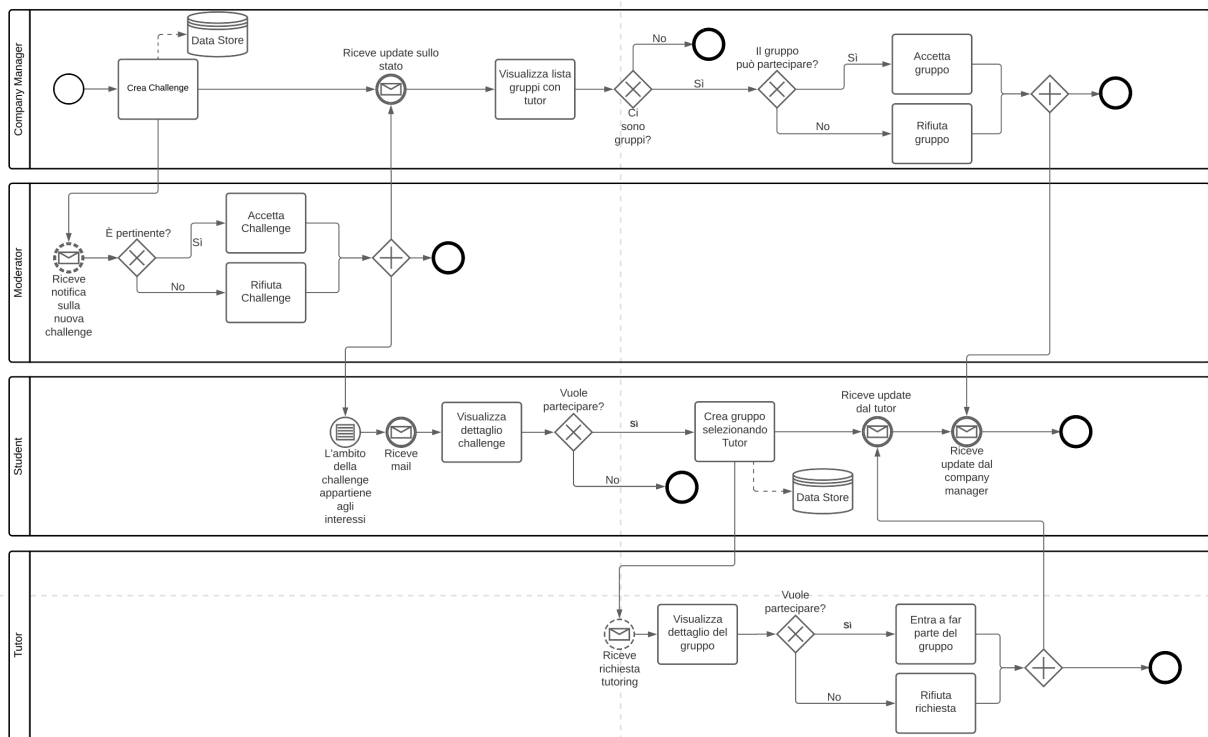 Company Manager
Data Store
Crea Challenge
Riceve update sullo
stato
Visualizza lista
gruppi con
tutor
No
Ci
sono
gruppi?
Sì
Il gruppo
può partecipare?
Sì
No
Accetta
gruppo
Rifiuta
gruppo
Moderator
Riceve
notifica
sulla
nuova
challenge
È pertinente?
Sì
No
Accetta
Challenge
Rifiuta
Challenge
Student
L'ambito
della
challenge
appartiene
agli
interessi
Riceve
mail
Visualizza
dettaglio
challenge
Vuole
partecipare?
sì
No
Crea gruppo
selezionando
Tutor
Data Store
Riceve update
dal tutor
Riceve
update dal
company
manager
Tutor
Riceve
richiesta
tutoring
Visualizza
dettaglio del
gruppo
Vuole
partecipare?
sì
No
Entra a far
parte del
gruppo
Rifiuta
richiesta